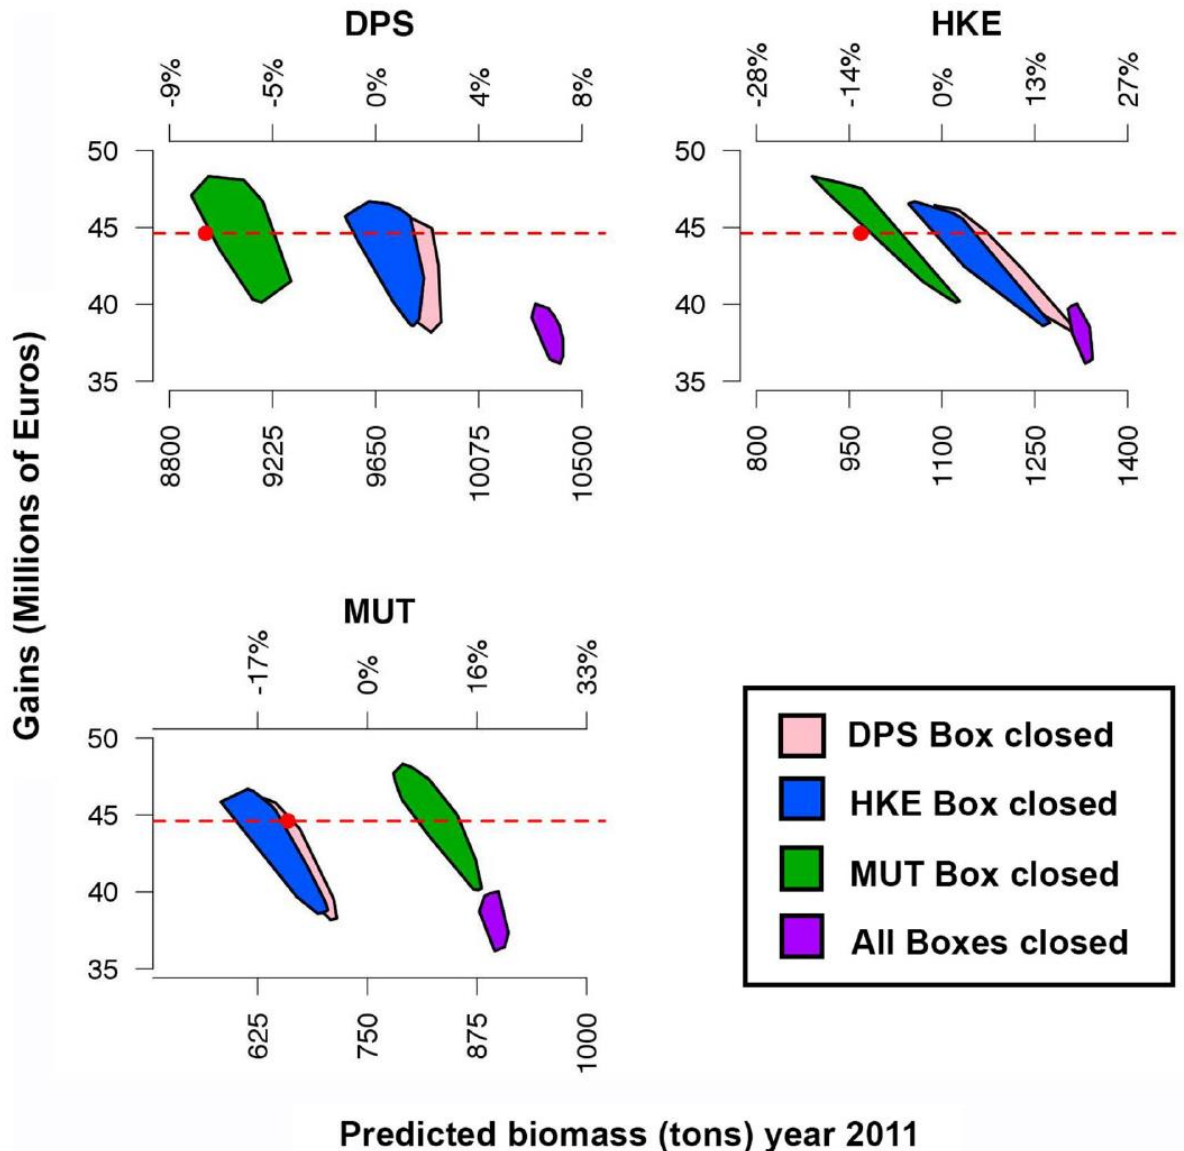 DPS
-9% -5% 0% 4% 8%
50
45
40
35
8800 9225 9650 10075 10500
HKE
-28% -14% 0% 13% 27%
50
45
40
35
800 950 1100 1250 1400
Gains (Millions of Euros)
MUT
-17% 0% 16% 33%
50
45
40
35
625 750 875 1000
DPS Box closed
HKE Box closed
MUT Box closed
All Boxes closed
Predicted biomass (tons) year 2011